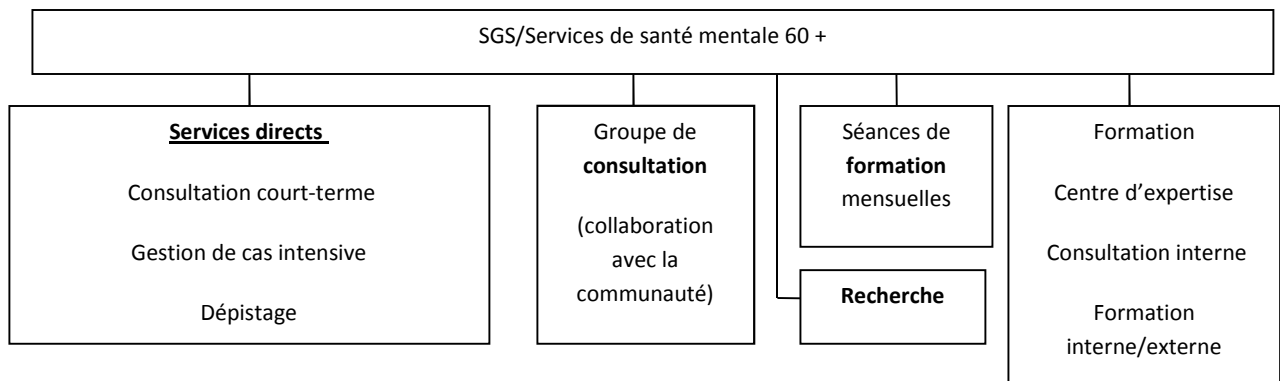 SGS/Services de santé mentale 60 +
Services directs
Consultation court-terme
Gestion de cas intensive
Dépistage
Groupe de
consultation
(collaboration
avec la
communauté)
Séances de
formation
mensuelles
Recherche
Formation
Centre d’expertise
Consultation interne
Formation
interne/externe